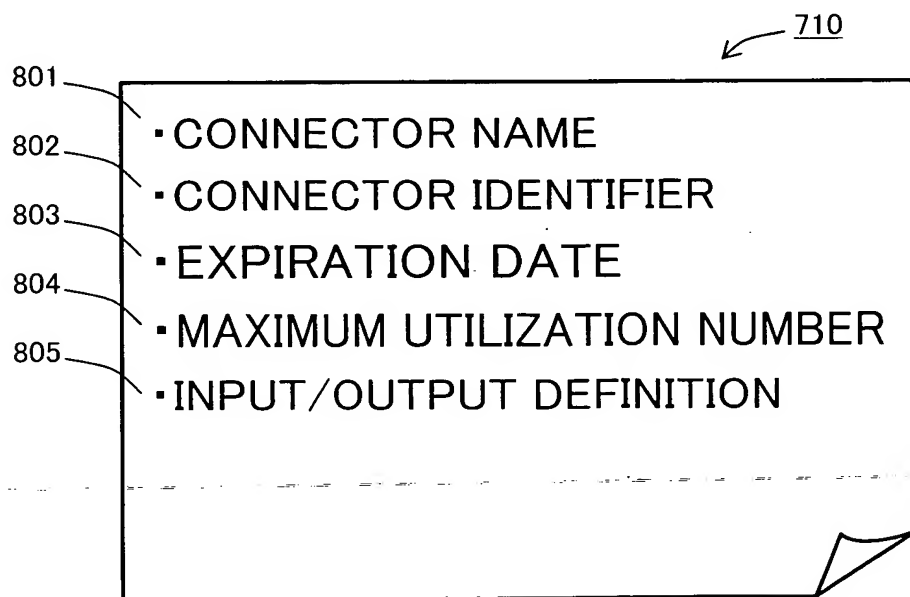 710
801
▪CONNECTOR NAME
802
▪CONNECTOR IDENTIFIER
803
▪EXPIRATION DATE
804
▪MAXIMUM UTILIZATION NUMBER
805
▪INPUT/OUTPUT DEFINITION